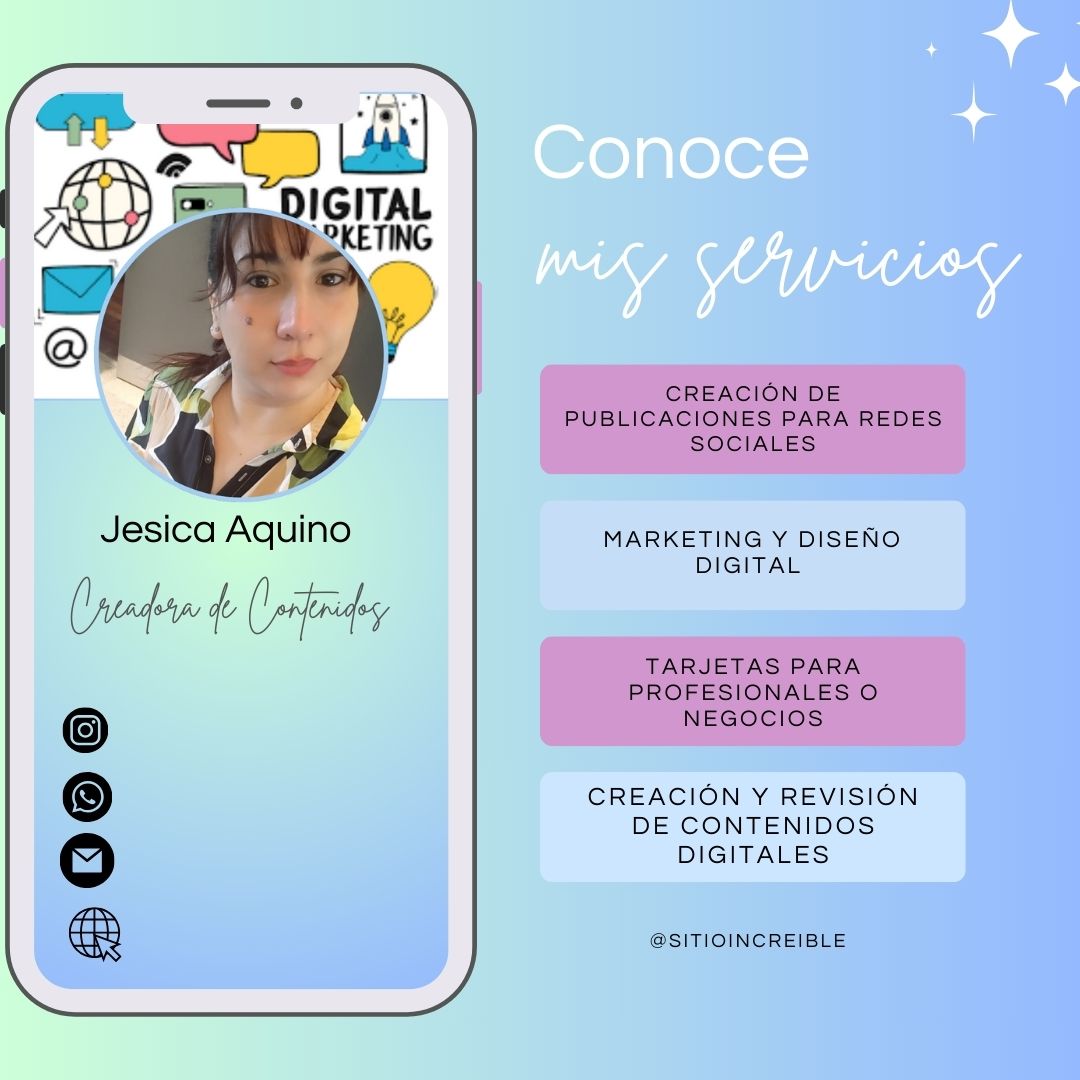 DIGITAL
MARKETING
@
Jesica Aquino
Creadora de Contenidos
Conoce
mis servicios
CREACIÓN DE
PUBLICACIONES PARA REDES
SOCIALES
MARKETING Y DISEÑO
DIGITAL
TARJETAS PARA
PROFESIONALES O
NEGOCIOS
CREACIÓN Y REVISIÓN
DE CONTENIDOS
DIGITALES
@SITIOINCREIBLE